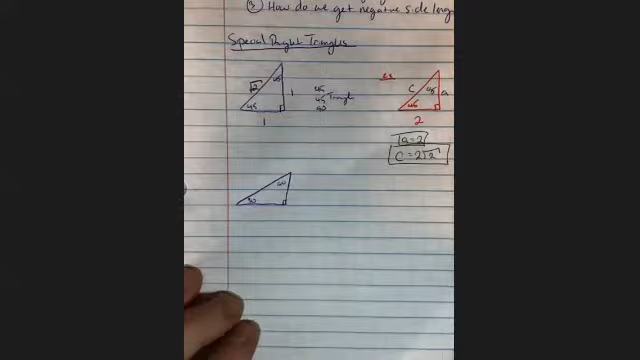 ③ How do we get negative side leng
Special Right Triangles
√2 45 1 45
45 Triangle
45 90
1
ex
c 45 a
45
2
a=2
c = 2√2
60
30